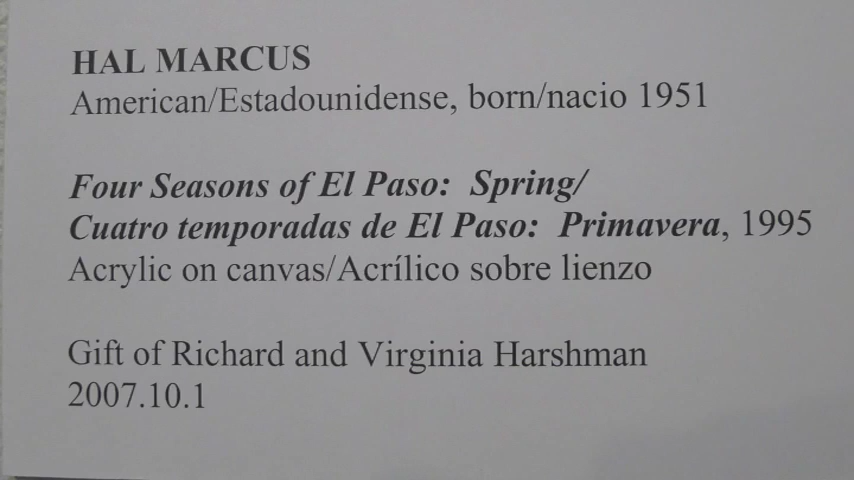 HAL MARCUS
American/Estadounidense, born/nacio 1951
Four Seasons of El Paso: Spring/
Cuatro temporadas de El Paso: Primavera, 1995
Acrylic on canvas/Acrílico sobre lienzo
Gift of Richard and Virginia Harshman
2007.10.1